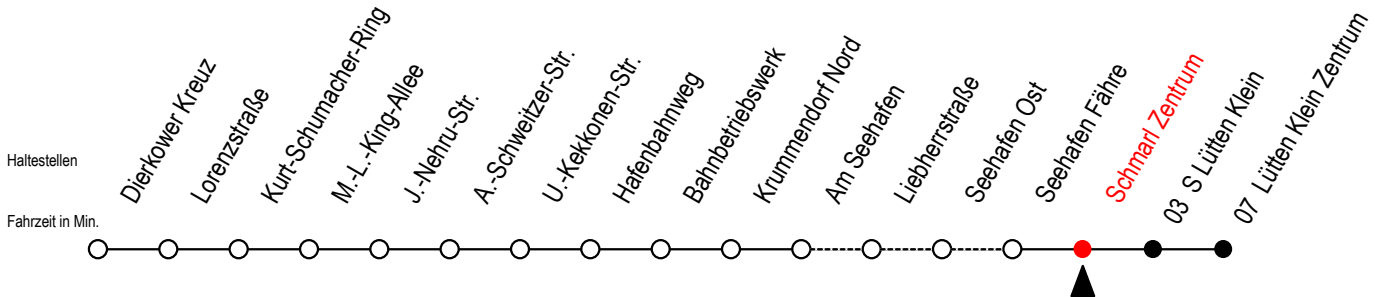 Haltestellen
Dierkower Kreuz
Lorenzstraße
Kurt-Schumacher-Ring
M.-L.-King-Allee
J.-Nehru-Str.
A.-Schweitzer-Str.
U.-Kekkonen-Str.
Hafenbahnweg
Bahnbetriebswerk
Krummendorf Nord
Am Seehafen
Liebherrstraße
Seehafen Ost
Seehafen Fähre
Schmarl Zentrum
03 S Lütten Klein
07 Lütten Klein Zentrum
Fahrzeit in Min.